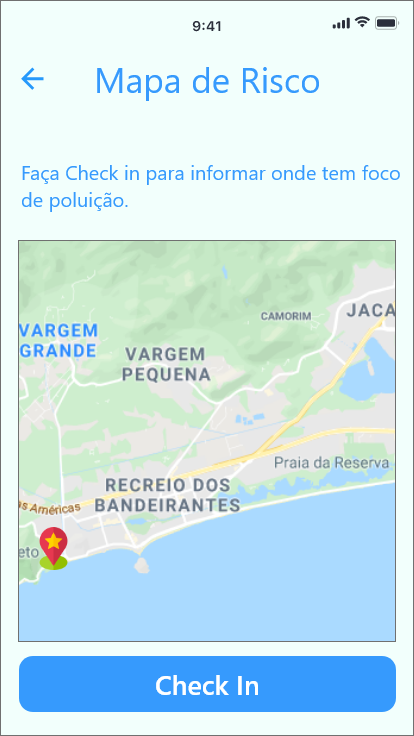 9:41
Mapa de Risco
Faça Check in para informar onde tem foco
de poluição.
CAMORIM
JACA
VARGEM
GRANDE
VARGEM
PEQUENA
Praia da Reserva
RECREIO DOS
BANDEIRANTES
as Américas
eto
Check In